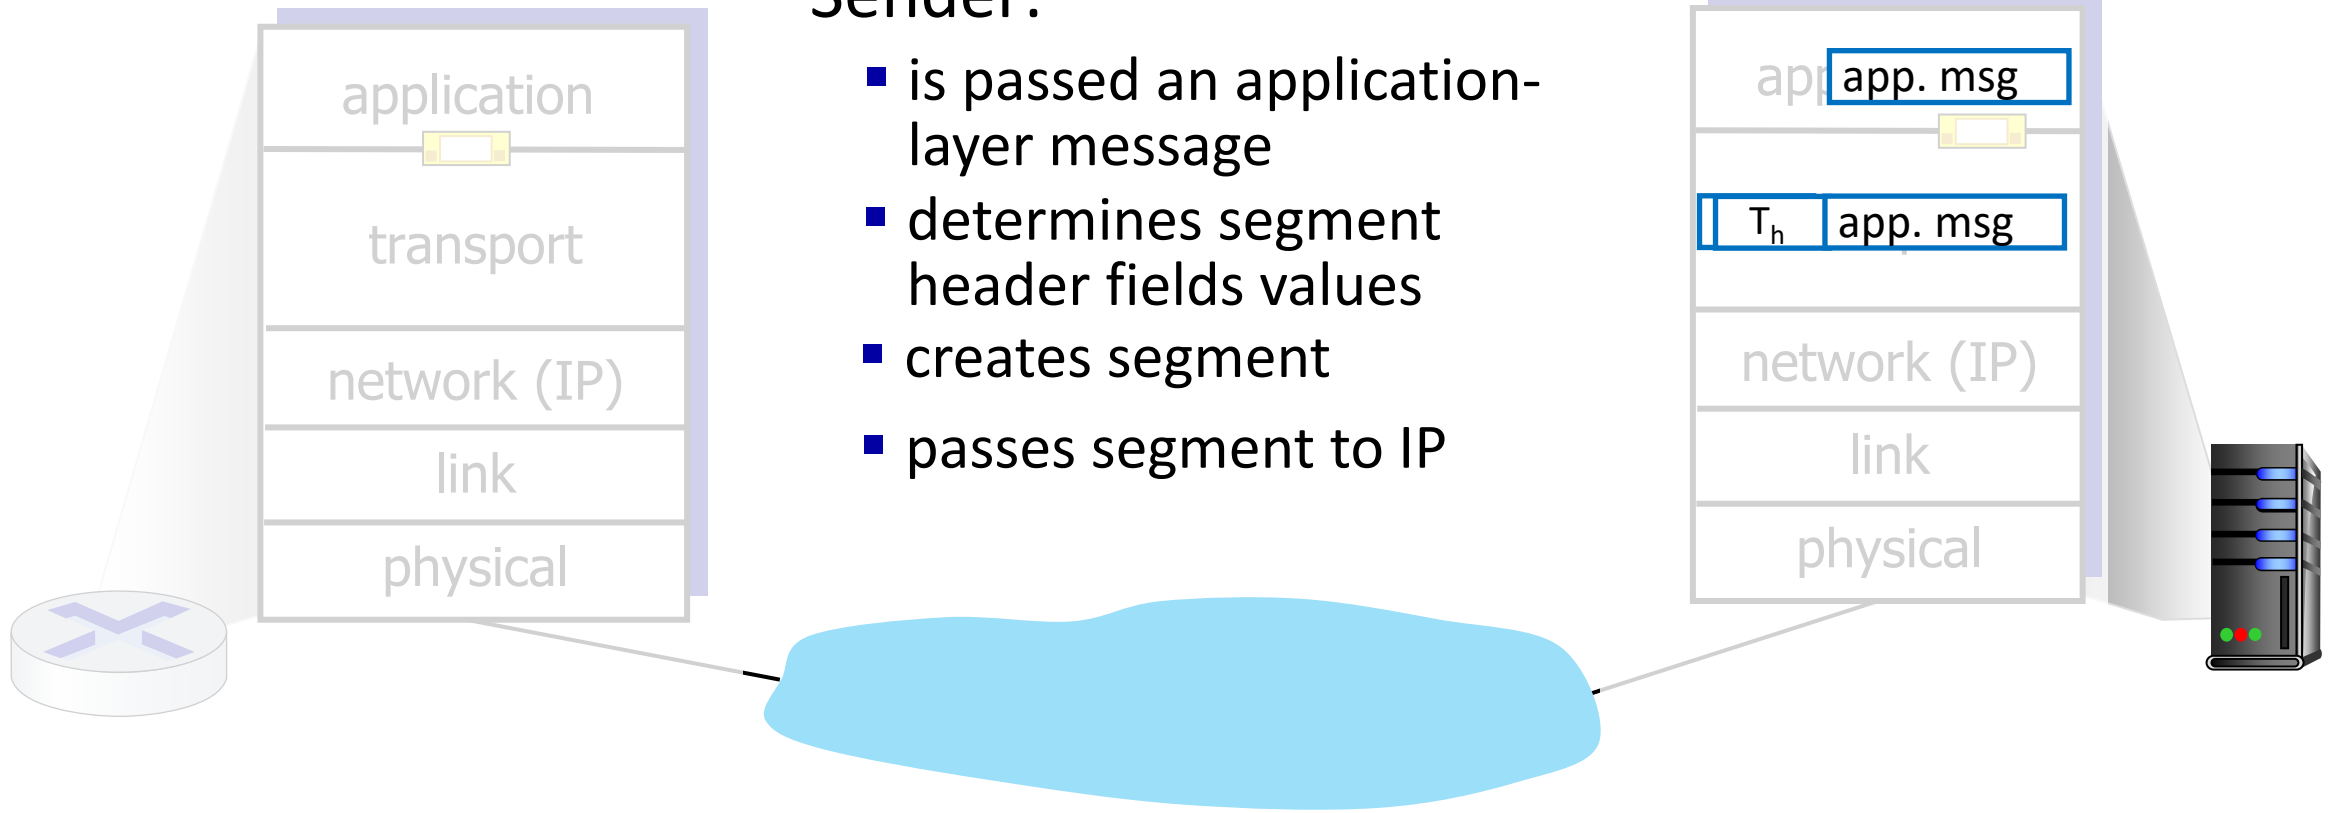 application
transport
network (IP)
link
physical
Sender:
is passed an application-
layer message
determines segment
header fields values
creates segment
passes segment to IP
app. msg
Th app. msg
network (IP)
link
physical